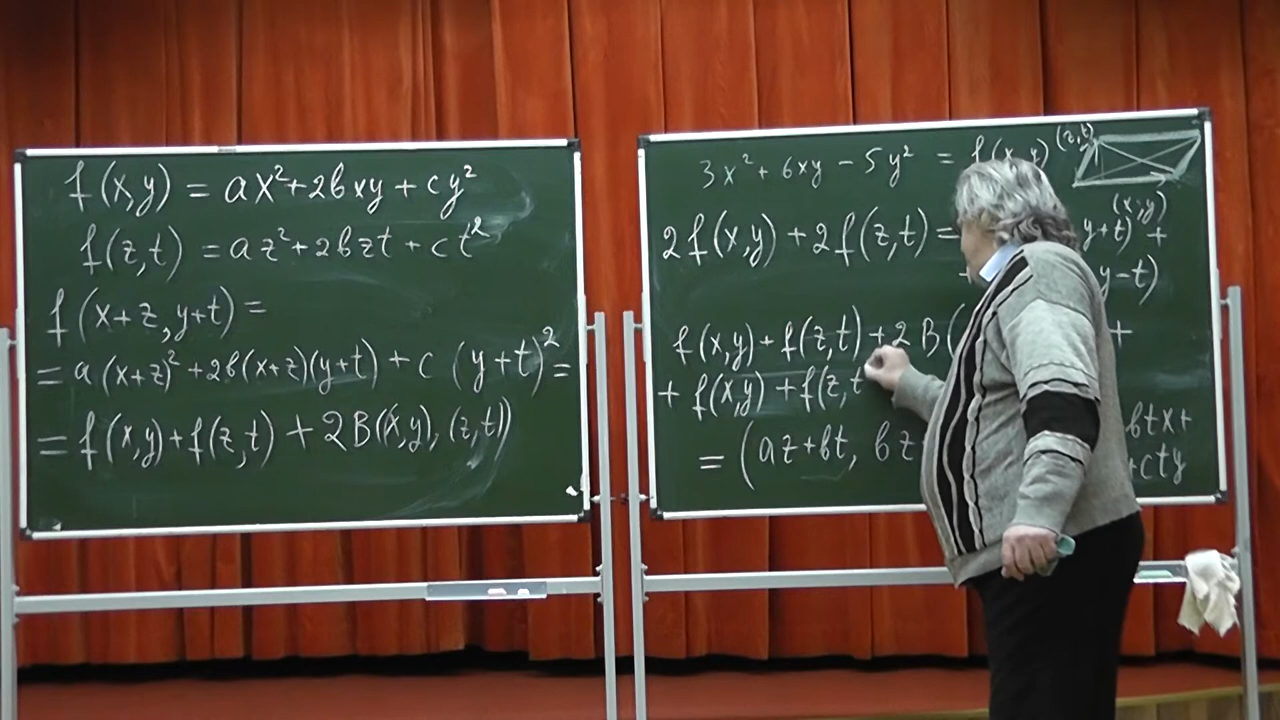 f(x,y) = ax²+2bxy + cy²
f(z,t) = az²+2bzt + ct²
f(x+z,y+t) =
= a(x+z)²+2b(x+z)(y+t) + c (y+t)² =
= f(x,y)+f(z,t) + 2B((x,y),(z,t))
3x² + 6xy − 5y² = f(x,y)
(z,t)
(x,y)
2f(x,y) + 2f(z,t) = y+t) +
y−t)
f(x,y) + f(z,t) + 2B( +
+ f(x,y) + f(z,t
btx+
= (az+bt, bz +cty